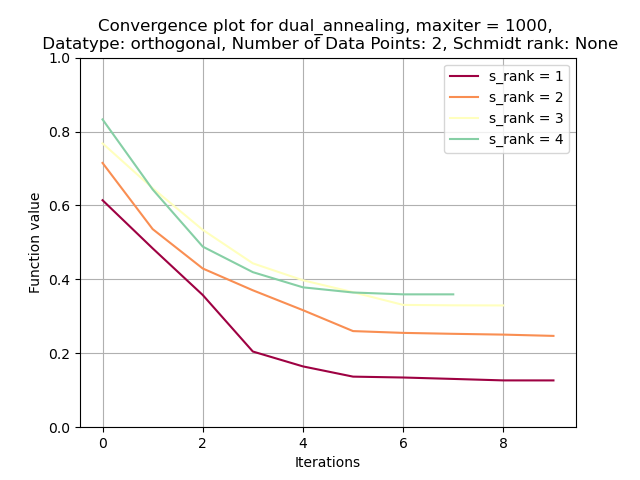 Convergence plot for dual_annealing, maxiter = 1000,
Datatype: orthogonal, Number of Data Points: 2, Schmidt rank: None
1.0
0.8
0.6
0.4
0.2
0.0
Function value
s_rank = 1
s_rank = 2
s_rank = 3
s_rank = 4
0 2 4 6 8
Iterations